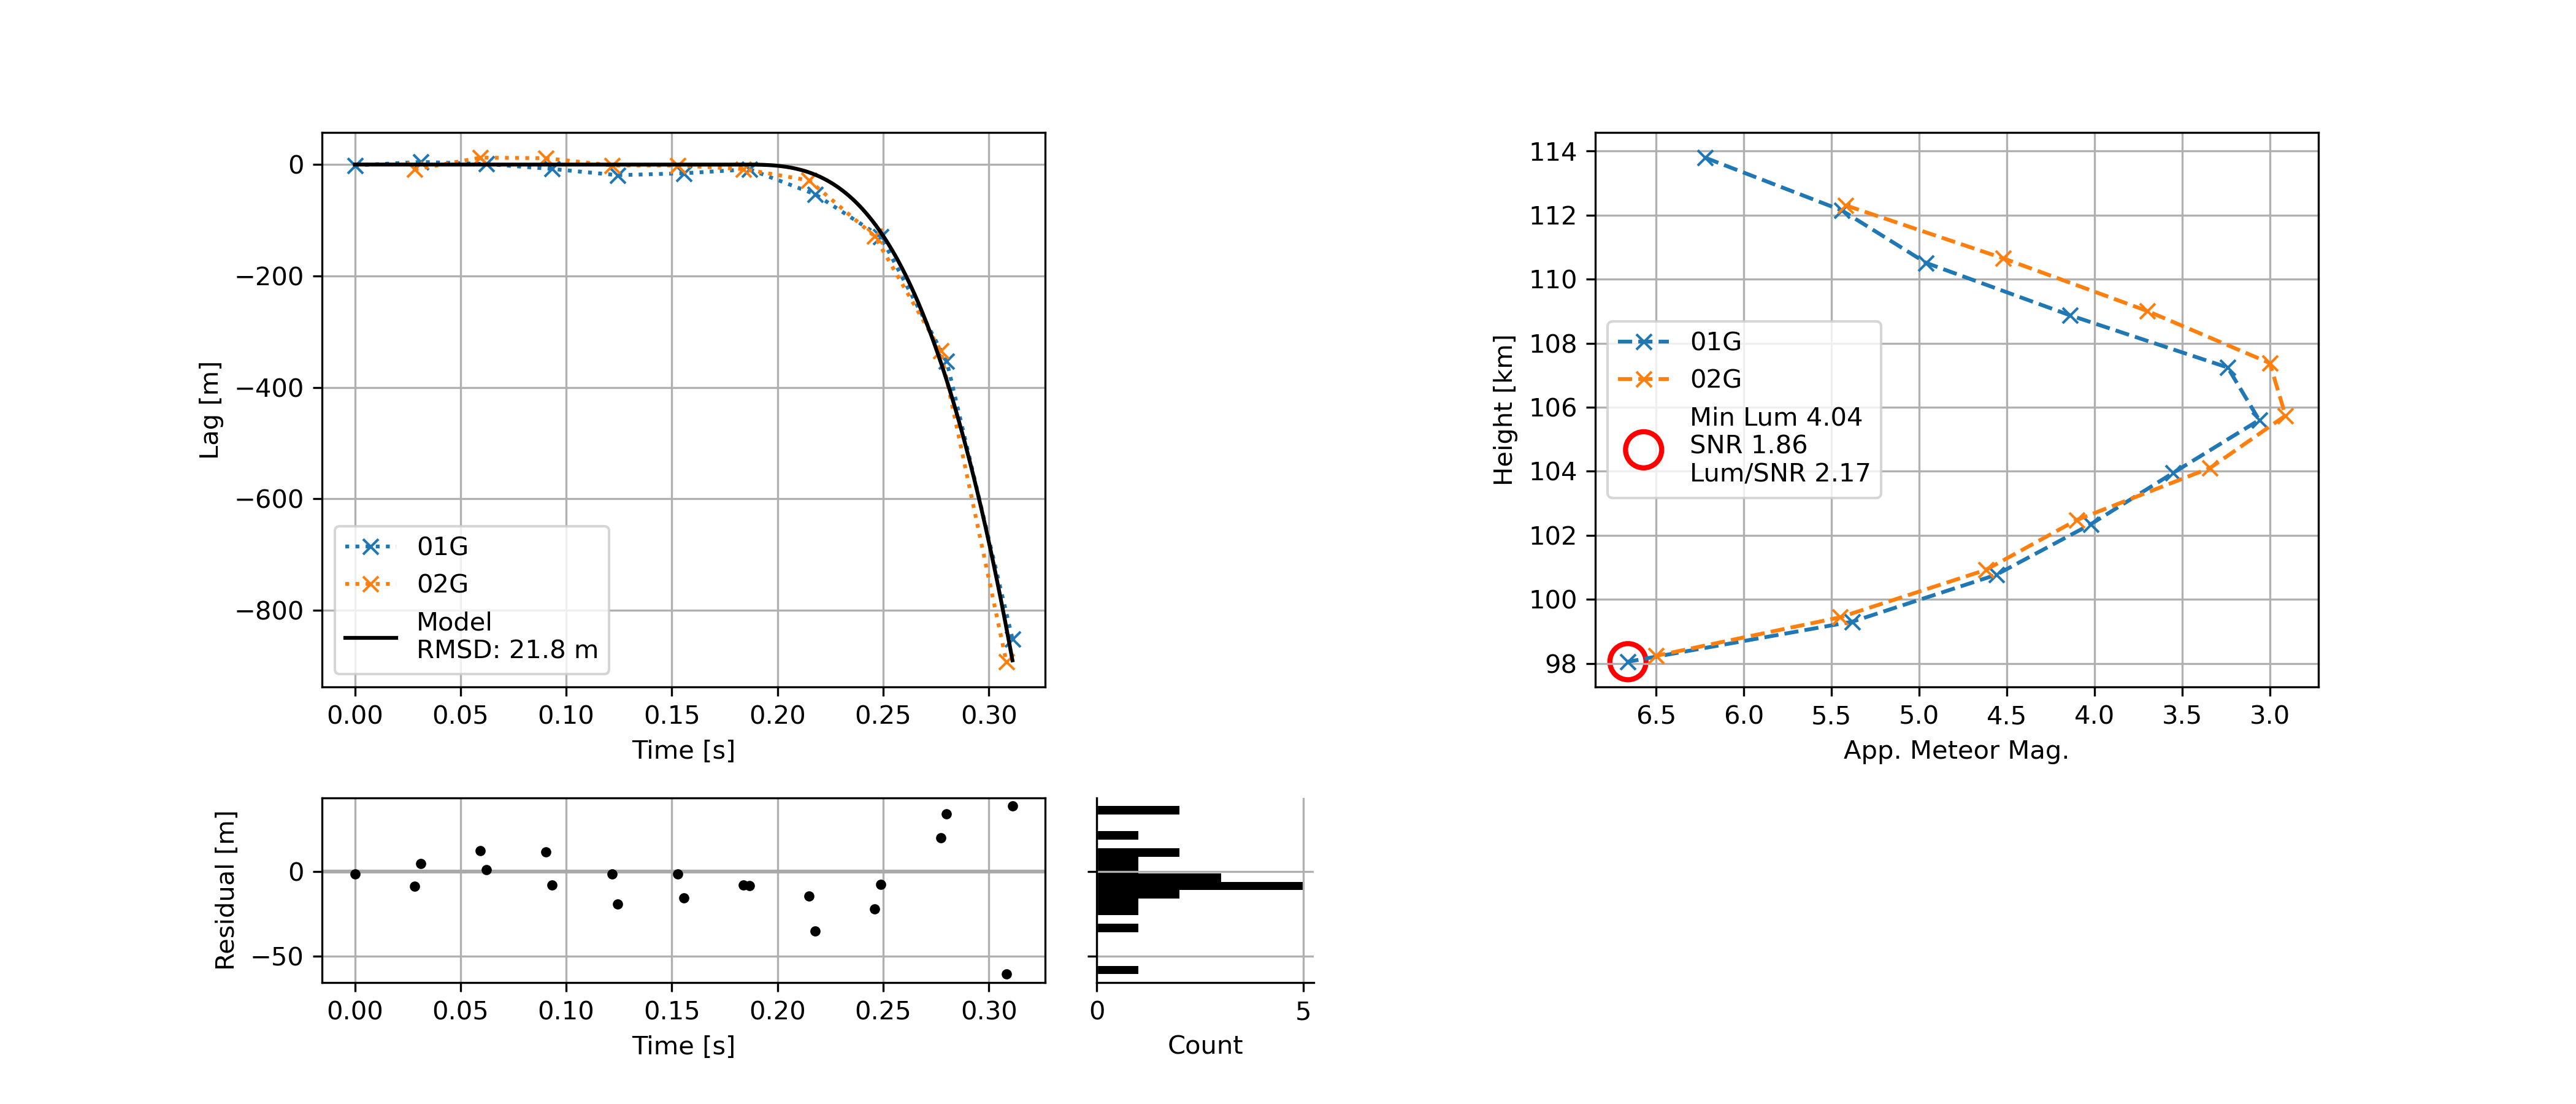 0
−200
−400
−600
−800
Lag [m]
01G
02G
Model
RMSD: 21.8 m
0.00 0.05 0.10 0.15 0.20 0.25 0.30
Time [s]
114
112
110
108
106
104
102
100
98
Height [km]
01G
02G
Min Lum 4.04
SNR 1.86
Lum/SNR 2.17
6.5 6.0 5.5 5.0 4.5 4.0 3.5 3.0
App. Meteor Mag.
0
−50
Residual [m]
0.00 0.05 0.10 0.15 0.20 0.25 0.30
Time [s]
0 5
Count